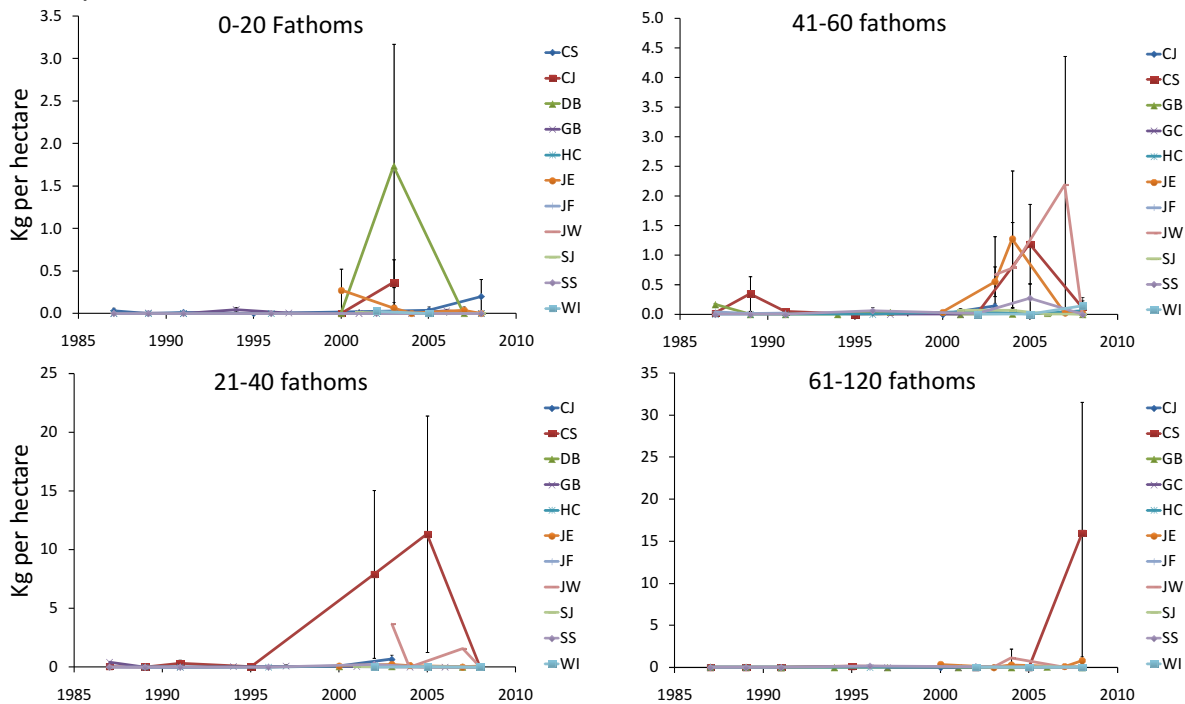 0-20 Fathoms
Kg per hectare
3.5
3.0
2.5
2.0
1.5
1.0
0.5
0.0
1985 1990 1995 2000 2005 2010
CS
CJ
DB
GB
HC
JE
JF
JW
SJ
SS
WI
41-60 fathoms
5.0
4.5
4.0
3.5
3.0
2.5
2.0
1.5
1.0
0.5
0.0
1985 1990 1995 2000 2005 2010
CJ
CS
GB
GC
HC
JE
JF
JW
SJ
SS
WI
21-40 fathoms
Kg per hectare
25
20
15
10
5
0
1985 1990 1995 2000 2005 2010
CJ
CS
DB
GB
HC
JE
JF
JW
SJ
SS
WI
61-120 fathoms
35
30
25
20
15
10
5
0
1985 1990 1995 2000 2005 2010
CJ
CS
GB
GC
HC
JE
JF
JW
SJ
SS
WI